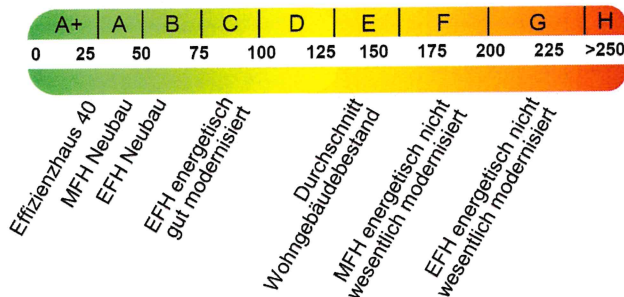 A+ A B C D E F G H
0 25 50 75 100 125 150 175 200 225 >250
Effizienzhaus 40
MFH Neubau
EFH Neubau
EFH energetisch
gut modernisiert
Durchschnitt
Wohngebäudebestand
MFH energetisch nicht
wesentlich modernisiert
EFH energetisch nicht
wesentlich modernisiert